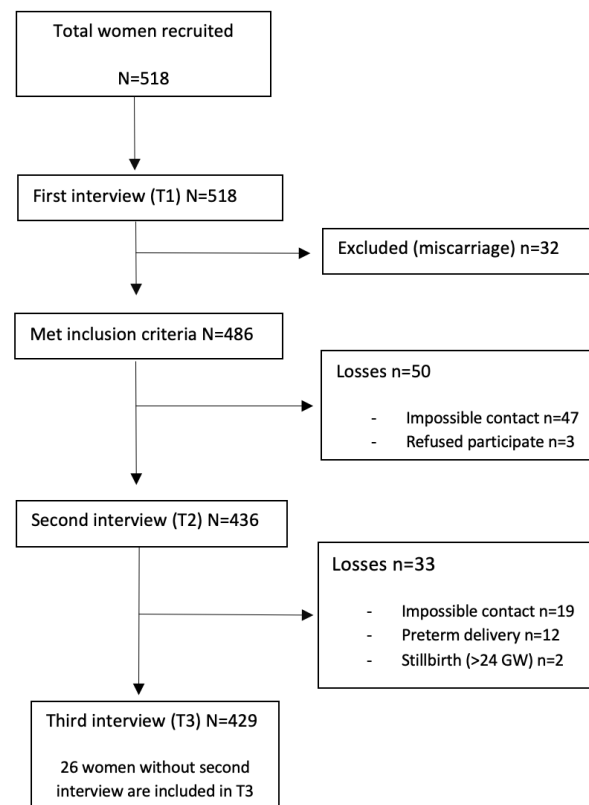 Total women recruited
N=518
First interview (T1) N=518
Excluded (miscarriage) n=32
Met inclusion criteria N=486
Losses n=50
- Impossible contact n=47
- Refused participate n=3
Second interview (T2) N=436
Losses n=33
- Impossible contact n=19
- Preterm delivery n=12
- Stillbirth (>24 GW) n=2
Third interview (T3) N=429
26 women without second
interview are included in T3